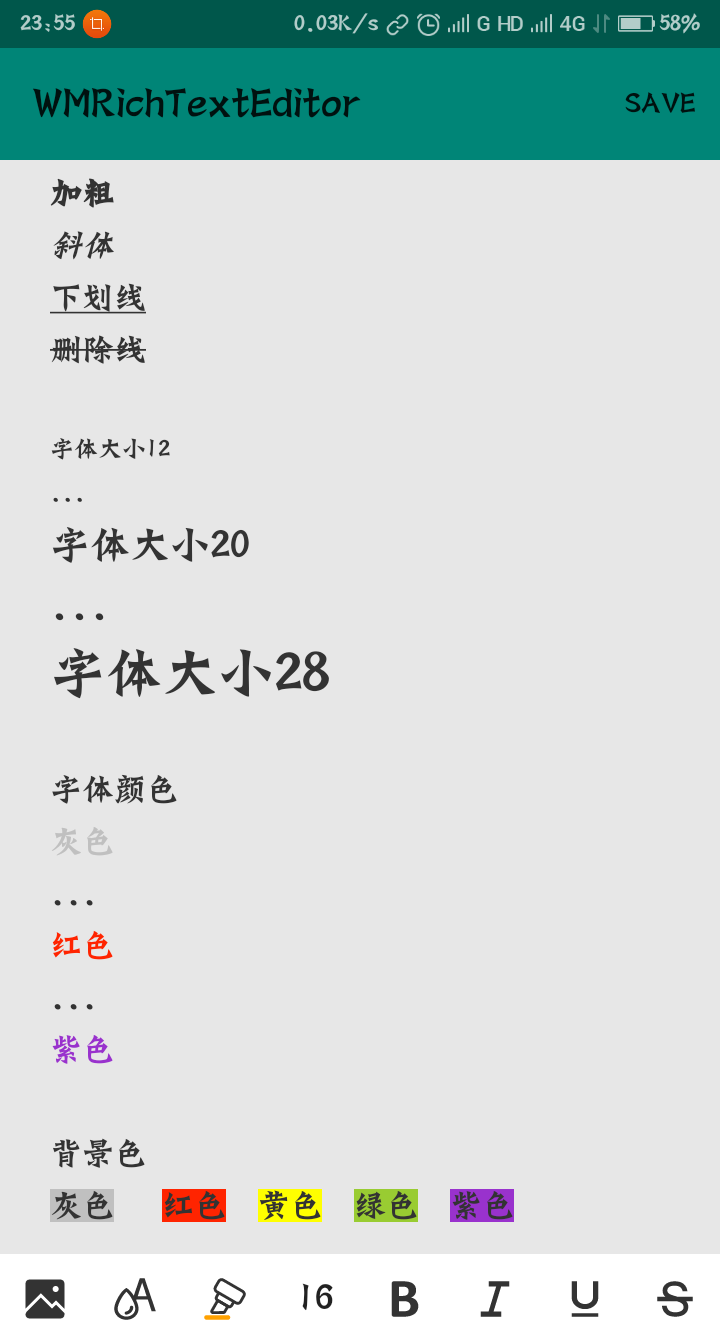 23:55 0.03K/s G HD 4G 58%
WMRichTextEditor SAVE
加粗
斜体
下划线
删除线
字体大小12
...
字体大小20
...
字体大小28
字体颜色
灰色
...
红色
...
紫色
背景色
灰色 红色 黄色 绿色 紫色
A 16 B I U S